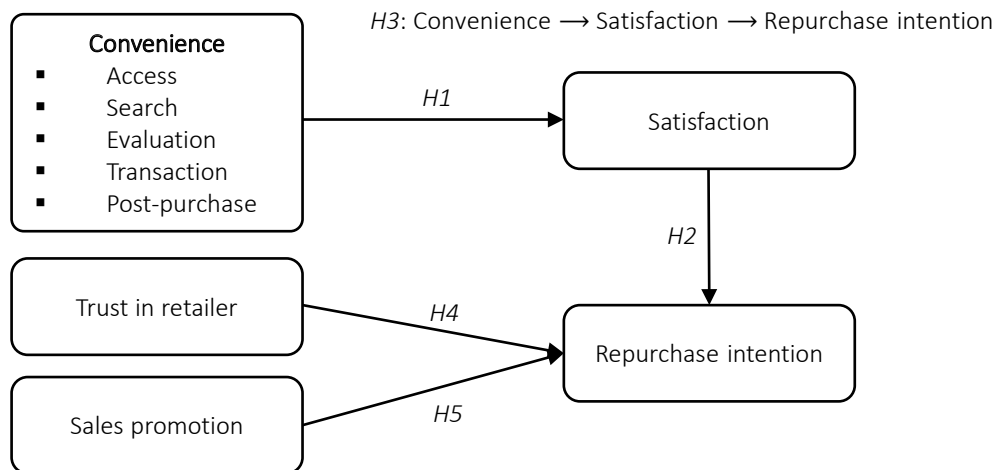 H3: Convenience → Satisfaction → Repurchase intention
Convenience
▪ Access
▪ Search
▪ Evaluation
▪ Transaction
▪ Post-purchase
H1
Satisfaction
H2
Trust in retailer
H4
Repurchase intention
Sales promotion
H5